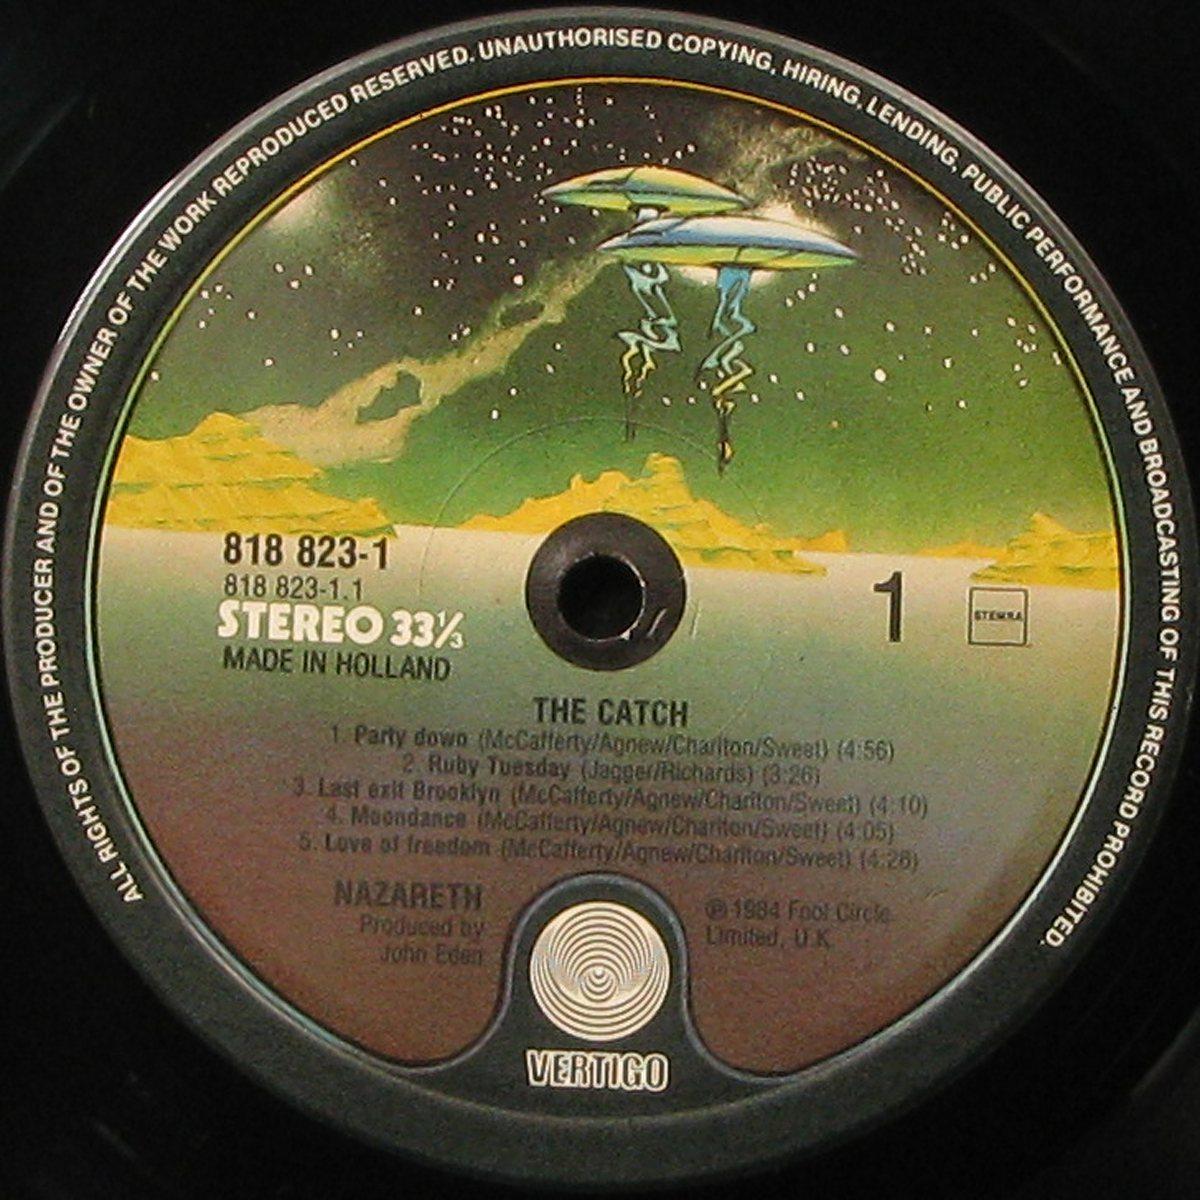 ALL RIGHTS OF THE PRODUCER AND OF THE OWNER OF THE WORK REPRODUCED RESERVED. UNAUTHORISED COPYING, HIRING, LENDING, PUBLIC PERFORMANCE AND BROADCASTING OF THIS RECORD PROHIBITED.
818 823-1
818 823-1.1
STEREO 33⅓
MADE IN HOLLAND
1
STEMRA
THE CATCH
1. Party down (McCafferty/Agnew/Charlton/Sweet) (4:56)
2. Ruby Tuesday (Jagger/Richards) (3:26)
3. Last exit Brooklyn (McCafferty/Agnew/Charlton/Sweet) (4:10)
4. Moondance (McCafferty/Agnew/Charlton/Sweet) (4:05)
5. Love of freedom (McCafferty/Agnew/Charlton/Sweet) (4:28)
NAZARETH
Produced by
John Eden
℗ 1984 Fool Circle
Limited, U.K.
VERTIGO